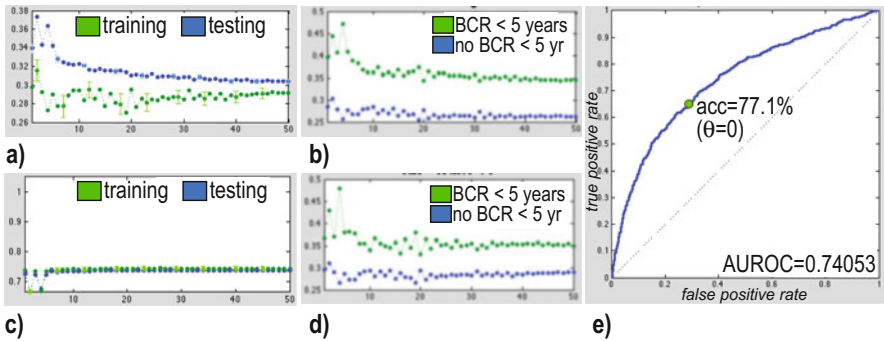 0.38
0.36
0.34
0.32
0.30
0.28
0.26
training testing
10 20 30 40 50
a)
0.5
0.45
0.4
0.35
0.3
0.25
BCR < 5 years
no BCR < 5 yr
10 20 30 40 50
b)
1
0.9
0.8
0.7
training testing
10 20 30 40 50
c)
0.5
0.45
0.4
0.35
0.3
BCR < 5 years
no BCR < 5 yr
10 20 30 40 50
d)
1
0.9
0.8
0.7
0.6
0.5
0.4
0.3
0.2
0.1
0
true positive rate
acc=77.1%
(θ=0)
AUROC=0.74053
0 0.2 0.4 0.6 0.8 1
false positive rate
e)